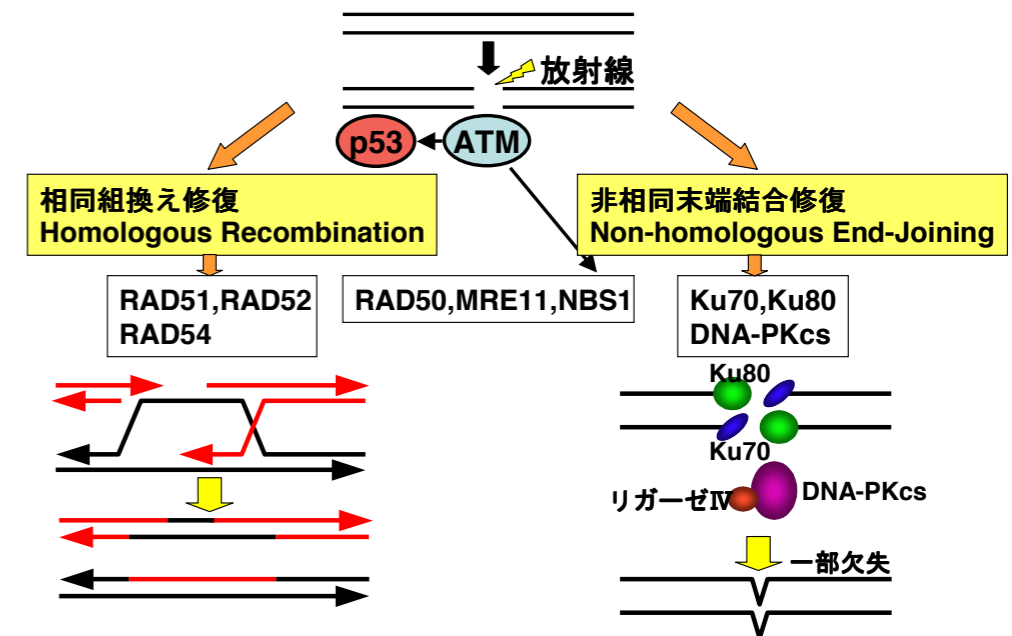 放射線
p53
ATM
相同組換え修復
Homologous Recombination
非相同末端結合修復
Non-homologous End-Joining
RAD51,RAD52
RAD54
RAD50,MRE11,NBS1
Ku70,Ku80
DNA-PKcs
Ku80
Ku70
リガーゼⅣ
DNA-PKcs
一部欠失